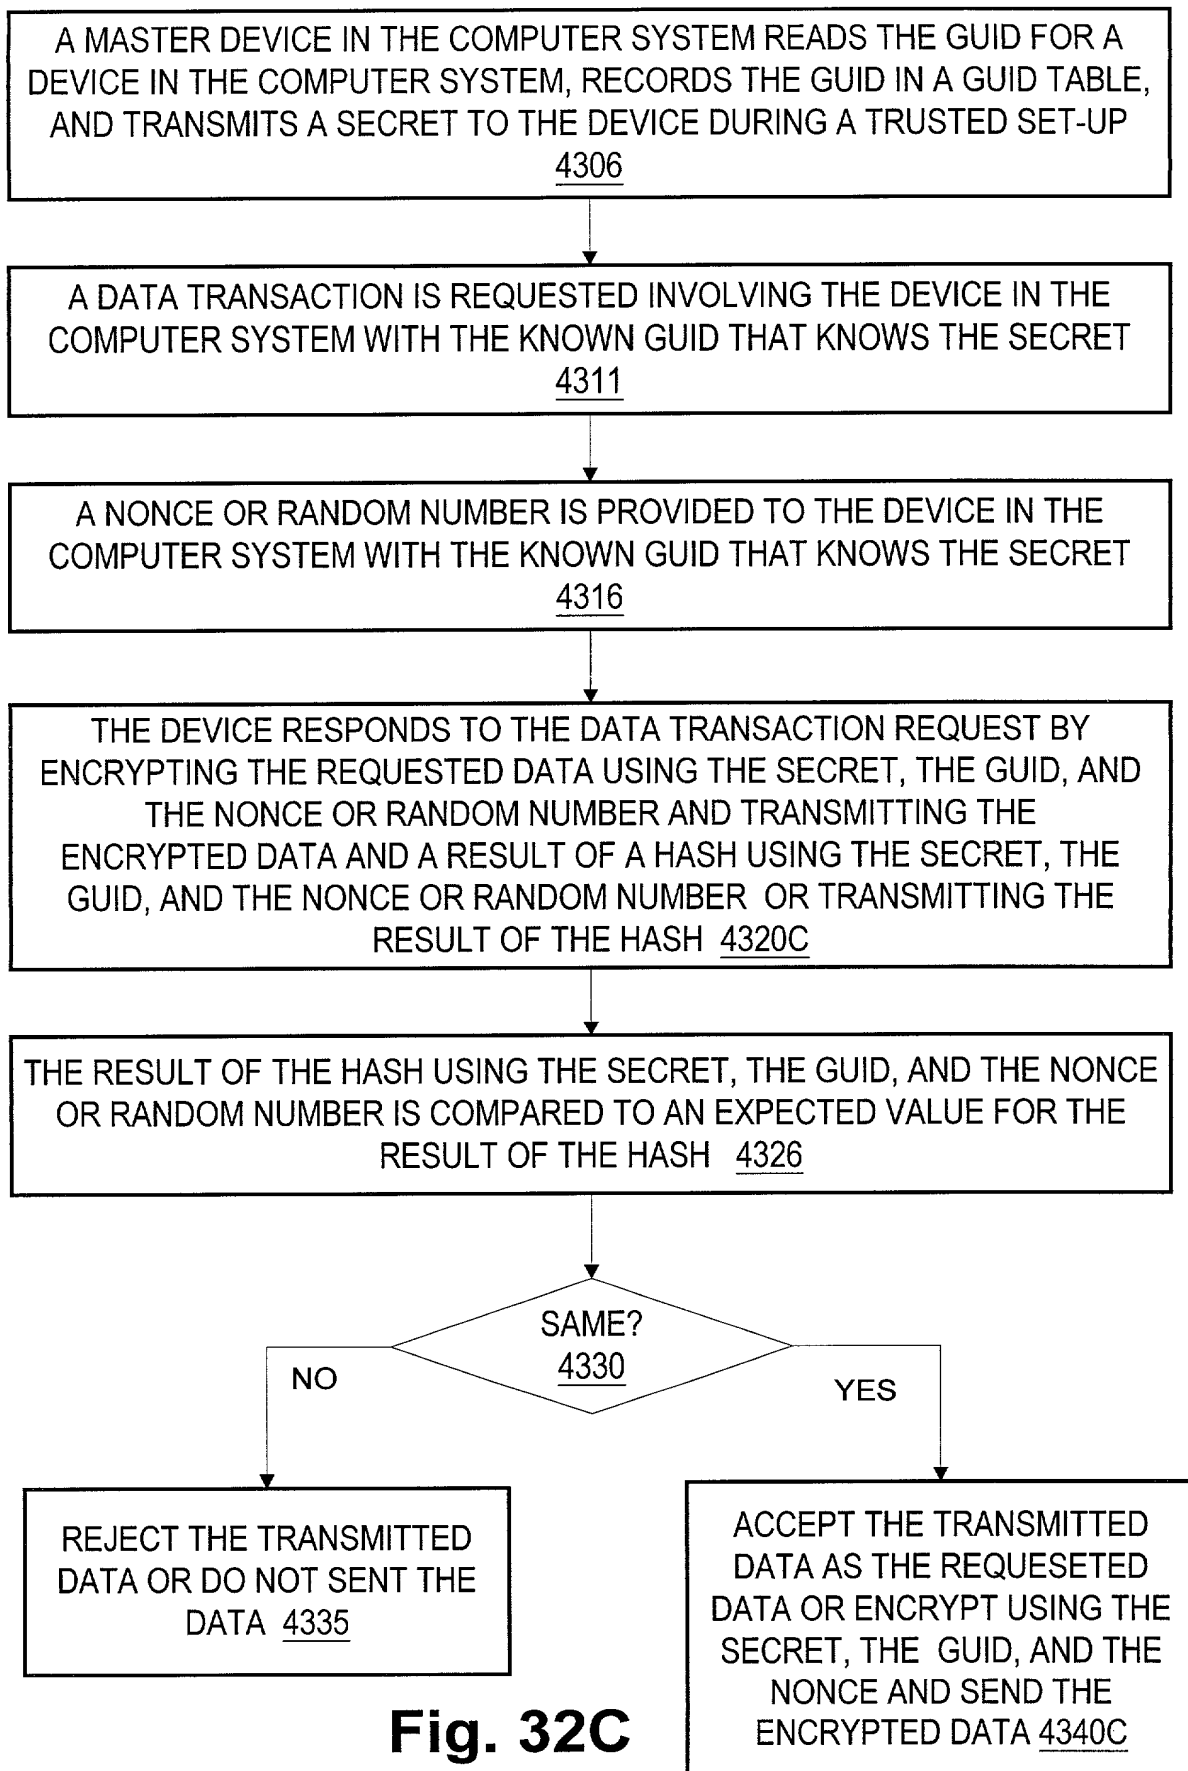 A MASTER DEVICE IN THE COMPUTER SYSTEM READS THE GUID FOR A
DEVICE IN THE COMPUTER SYSTEM, RECORDS THE GUID IN A GUID TABLE,
AND TRANSMITS A SECRET TO THE DEVICE DURING A TRUSTED SET-UP
4306
A DATA TRANSACTION IS REQUESTED INVOLVING THE DEVICE IN THE
COMPUTER SYSTEM WITH THE KNOWN GUID THAT KNOWS THE SECRET
4311
A NONCE OR RANDOM NUMBER IS PROVIDED TO THE DEVICE IN THE
COMPUTER SYSTEM WITH THE KNOWN GUID THAT KNOWS THE SECRET
4316
THE DEVICE RESPONDS TO THE DATA TRANSACTION REQUEST BY
ENCRYPTING THE REQUESTED DATA USING THE SECRET, THE GUID, AND
THE NONCE OR RANDOM NUMBER AND TRANSMITTING THE
ENCRYPTED DATA AND A RESULT OF A HASH USING THE SECRET, THE
GUID, AND THE NONCE OR RANDOM NUMBER OR TRANSMITTING THE
RESULT OF THE HASH 4320C
THE RESULT OF THE HASH USING THE SECRET, THE GUID, AND THE NONCE
OR RANDOM NUMBER IS COMPARED TO AN EXPECTED VALUE FOR THE
RESULT OF THE HASH 4326
SAME?
4330
NO
YES
REJECT THE TRANSMITTED
DATA OR DO NOT SENT THE
DATA 4335
ACCEPT THE TRANSMITTED
DATA AS THE REQUESETED
DATA OR ENCRYPT USING THE
SECRET, THE GUID, AND THE
NONCE AND SEND THE
ENCRYPTED DATA 4340C
Fig. 32C